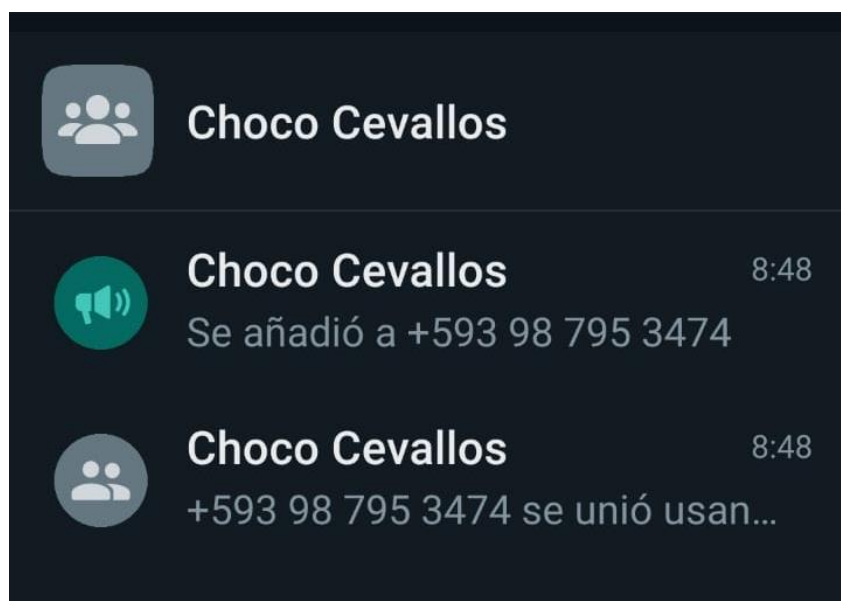 Choco Cevallos
Choco Cevallos 8:48
Se añadió a +593 98 795 3474
Choco Cevallos 8:48
+593 98 795 3474 se unió usan...